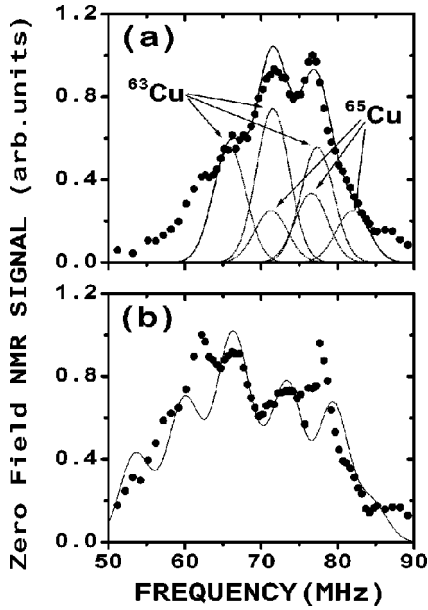 Zero Field NMR SIGNAL (arb.units)
(a)
1.2
0.8
0.4
0.0
63Cu
65Cu
(b)
1.2
0.8
0.4
0.0
50 60 70 80 90
FREQUENCY(MHz)